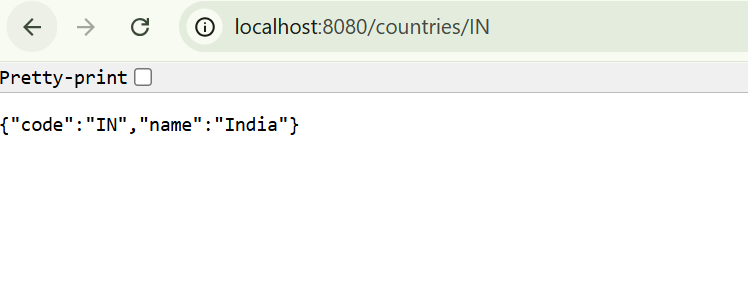 localhost:8080/countries/IN
Pretty-print
{"code":"IN","name":"India"}